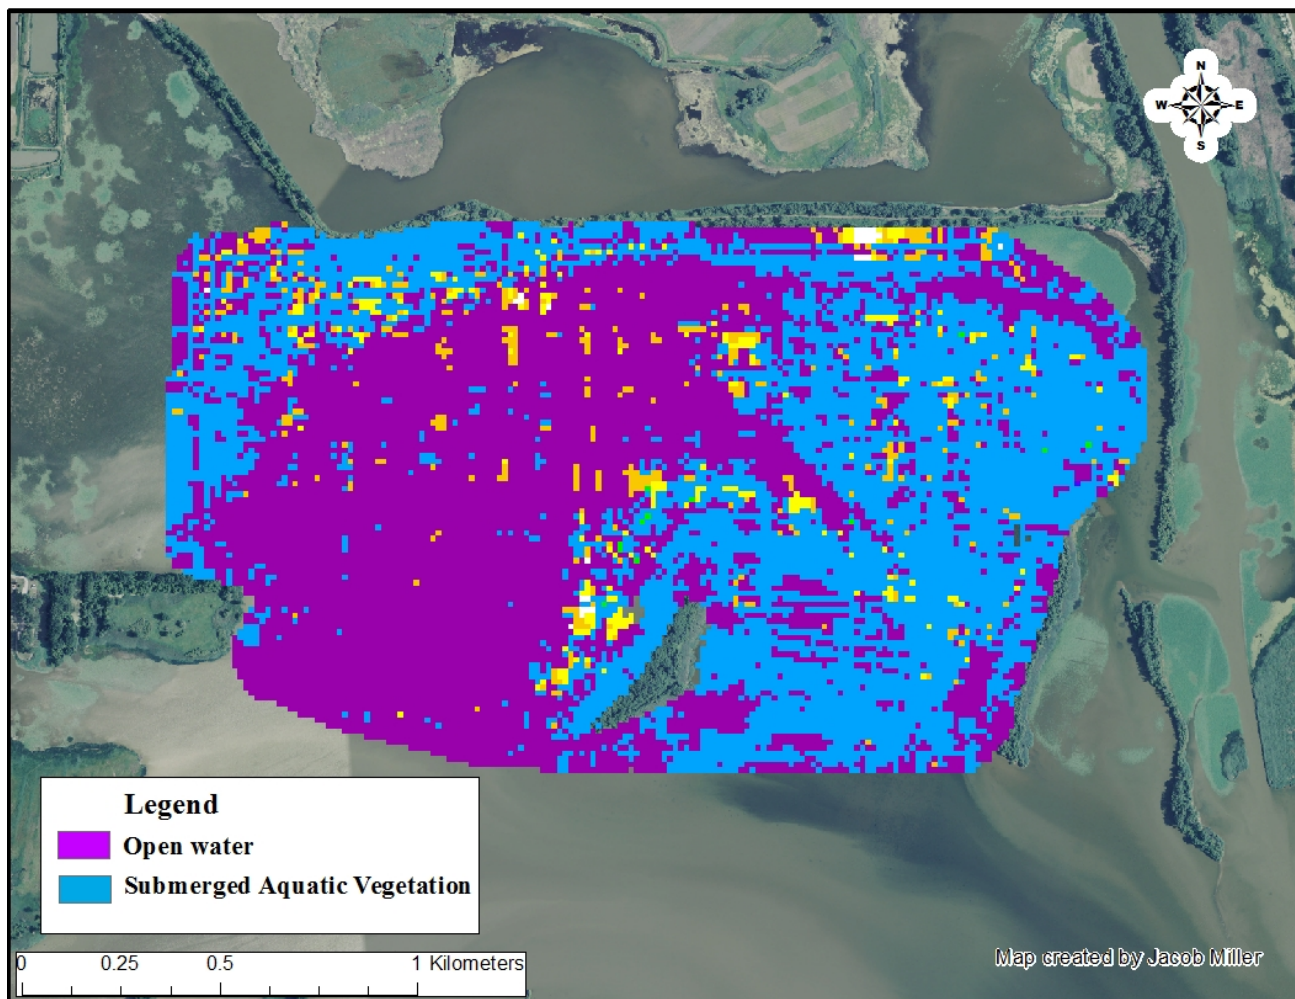 N
W E
S
Legend
Open water
Submerged Aquatic Vegetation
0 0.25 0.5 1 Kilometers
Map created by Jacob Miller